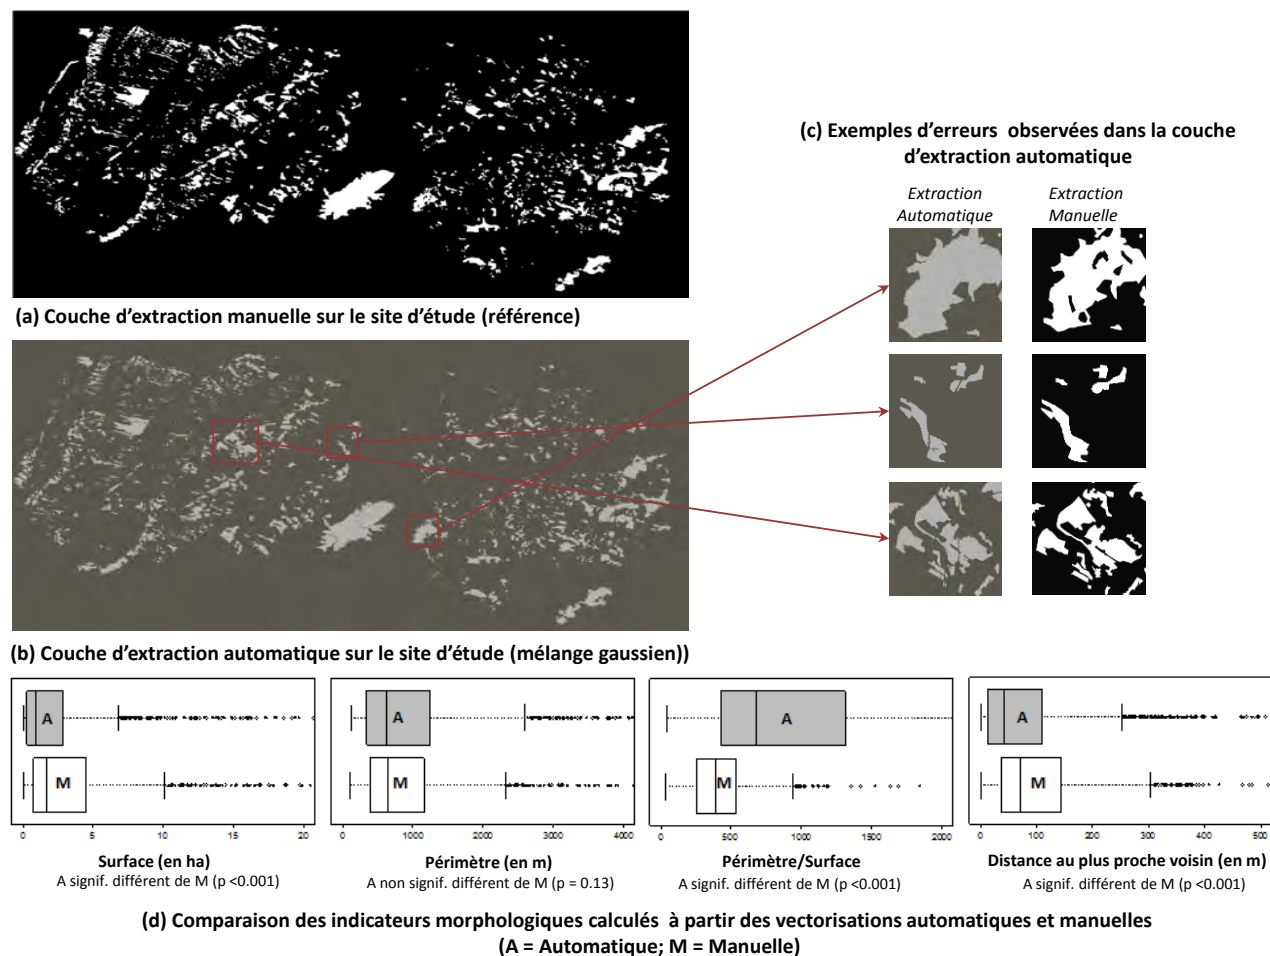 (a) Couche d'extraction manuelle sur le site d'étude (référence)
(b) Couche d'extraction automatique sur le site d'étude (mélange gaussien))
(c) Exemples d'erreurs observées dans la couche
d'extraction automatique
Extraction
Automatique
Extraction
Manuelle
A
M
0 5 10 15 20
Surface (en ha)
A signif. différent de M (p <0.001)
A
M
0 1000 2000 3000 4000
Périmètre (en m)
A non signif. différent de M (p = 0.13)
A
M
0 500 1000 1500 2000
Périmètre/Surface
A signif. différent de M (p <0.001)
A
M
0 100 200 300 400 500
Distance au plus proche voisin (en m)
A signif. différent de M (p <0.001)
(d) Comparaison des indicateurs morphologiques calculés à partir des vectorisations automatiques et manuelles
(A = Automatique; M = Manuelle)